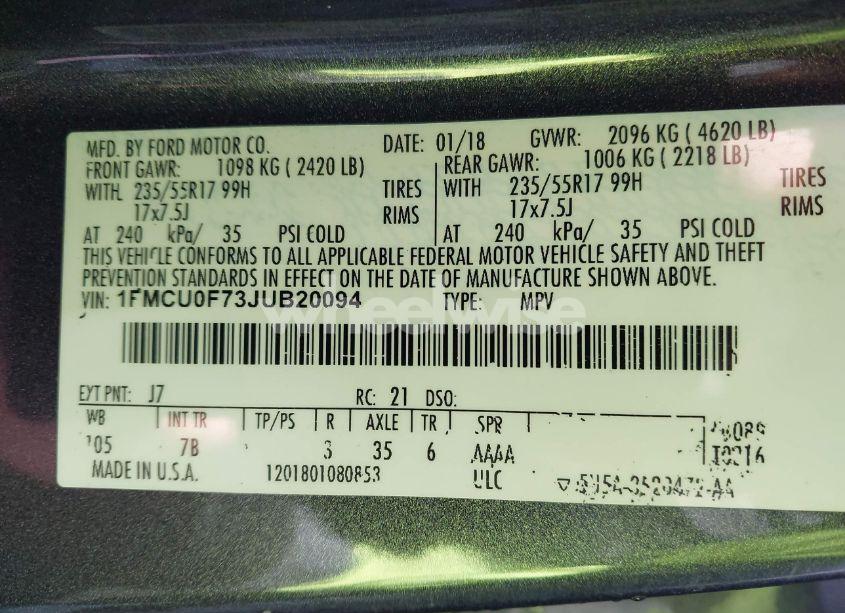 MFD. BY FORD MOTOR CO. DATE: 01/18 GVWR: 2096 KG ( 4620 LB)
FRONT GAWR: 1098 KG ( 2420 LB) REAR GAWR: 1006 KG ( 2218 LB)
WITH 235/55R17 99H TIRES WITH 235/55R17 99H TIRES
17x7.5J RIMS 17x7.5J RIMS
AT 240 kPa/ 35 PSI COLD AT 240 kPa/ 35 PSI COLD
THIS VEHICLE CONFORMS TO ALL APPLICABLE FEDERAL MOTOR VEHICLE SAFETY AND THEFT
PREVENTION STANDARDS IN EFFECT ON THE DATE OF MANUFACTURE SHOWN ABOVE.
VIN: 1FMCU0F73JUB20094 TYPE: MPV
wheelwise
EXT PNT: J7 RC: 21 DSO:
WB INT TR TP/PS R AXLE TR SPR
105 7B 3 35 6 AAAA
MADE IN U.S.A. 1201801080853 ULC